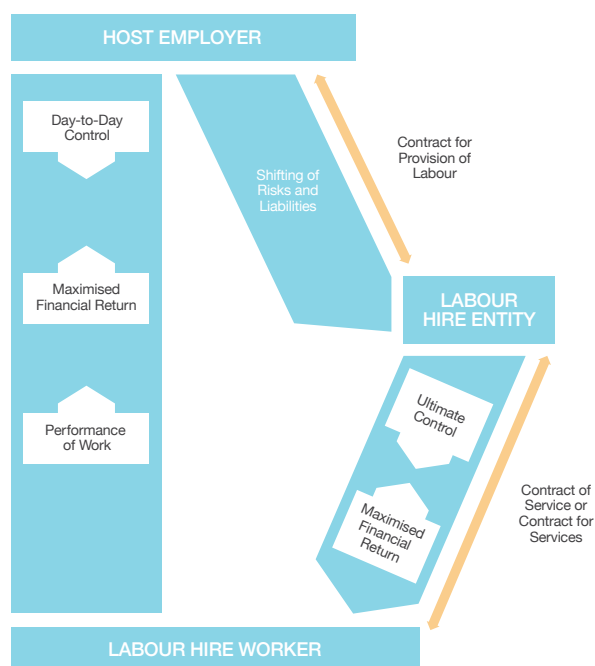 HOST EMPLOYER
Day-to-Day
Control
Maximised
Financial Return
Performance
of Work
Shifting of
Risks and
Liabilities
Contract for
Provision of
Labour
LABOUR
HIRE ENTITY
Ultimate
Control
Maximised
Financial
Return
Contract of
Service or
Contract for
Services
LABOUR HIRE WORKER